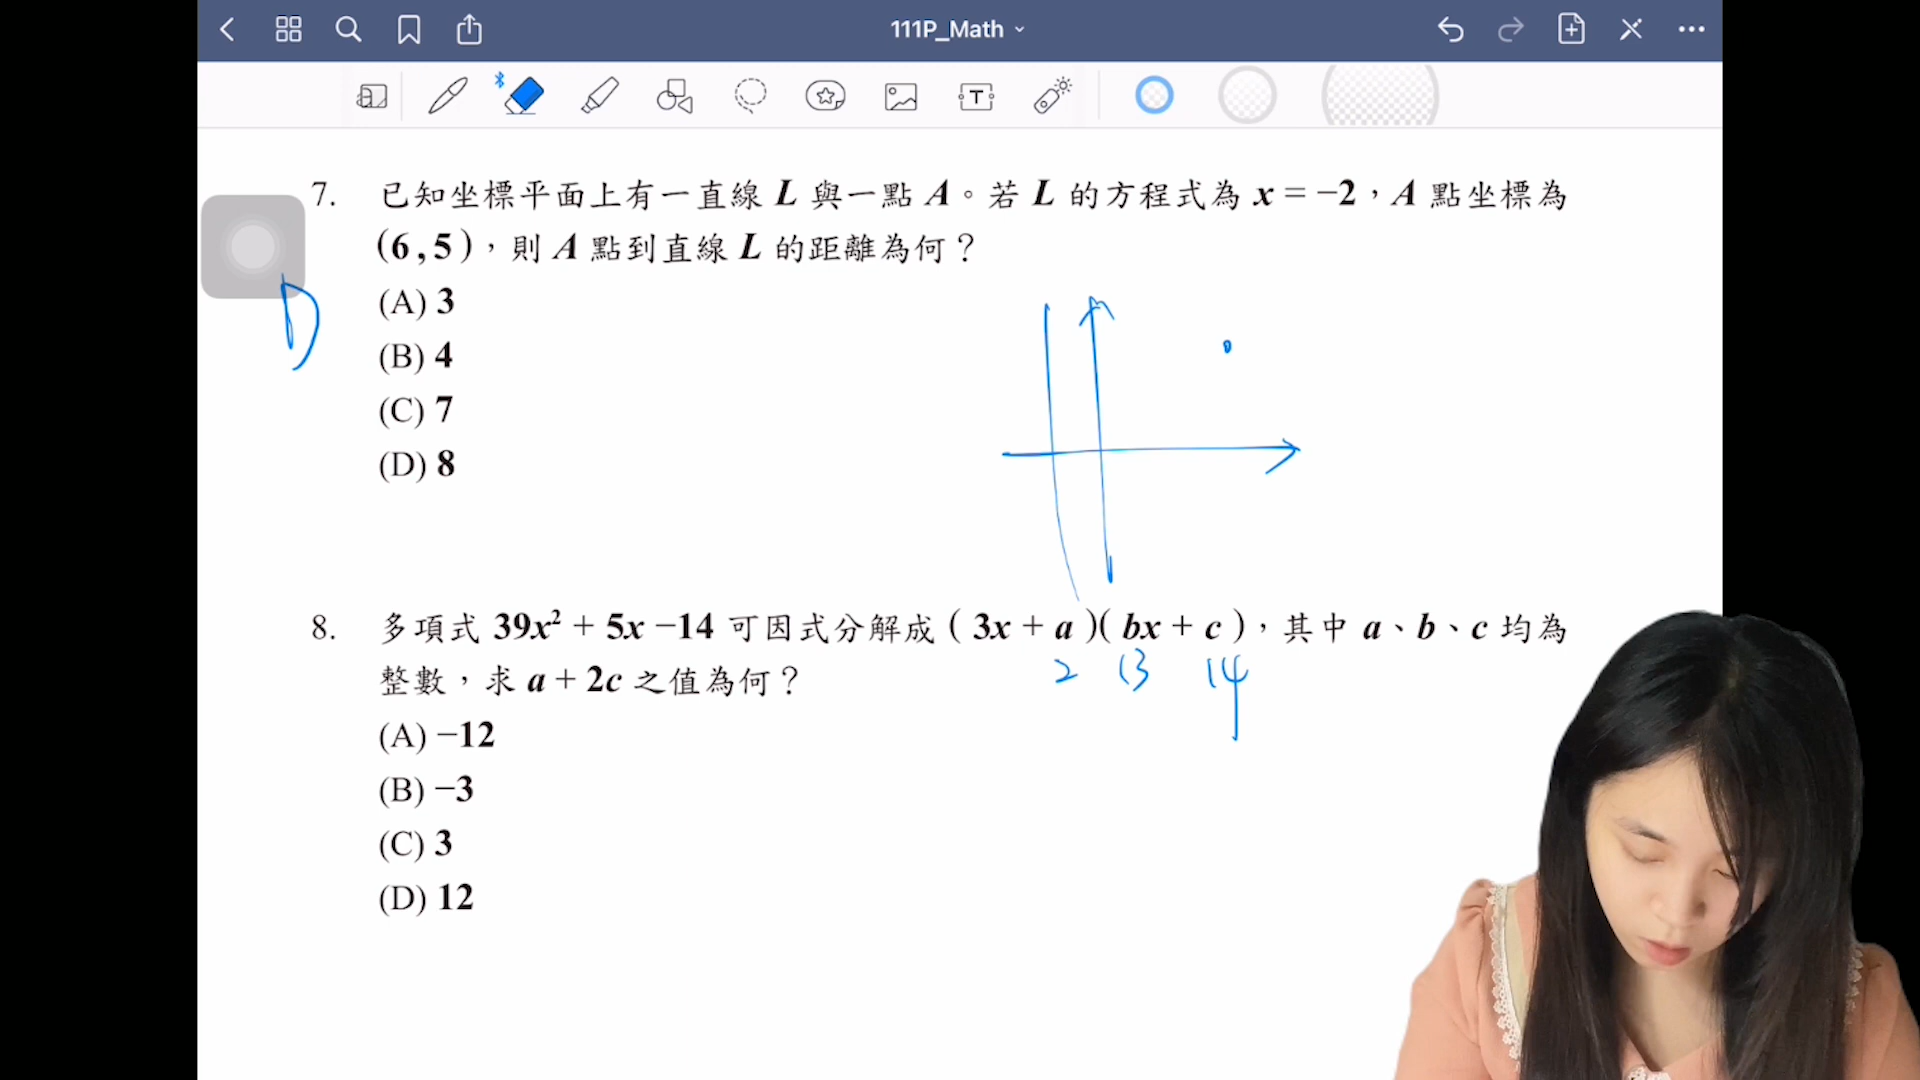 111P_Math
T
7. 已知坐標平面上有一直線 L 與一點 A。若 L 的方程式為 x = −2，A 點坐標為
(6 , 5)，則 A 點到直線 L 的距離為何？
(A) 3
D
(B) 4
(C) 7
(D) 8
8. 多項式 39x² + 5x −14 可因式分解成 ( 3x + a )( bx + c )，其中 a、b、c 均為
2 13 14
整數，求 a + 2c 之值為何？
(A) −12
(B) −3
(C) 3
(D) 12